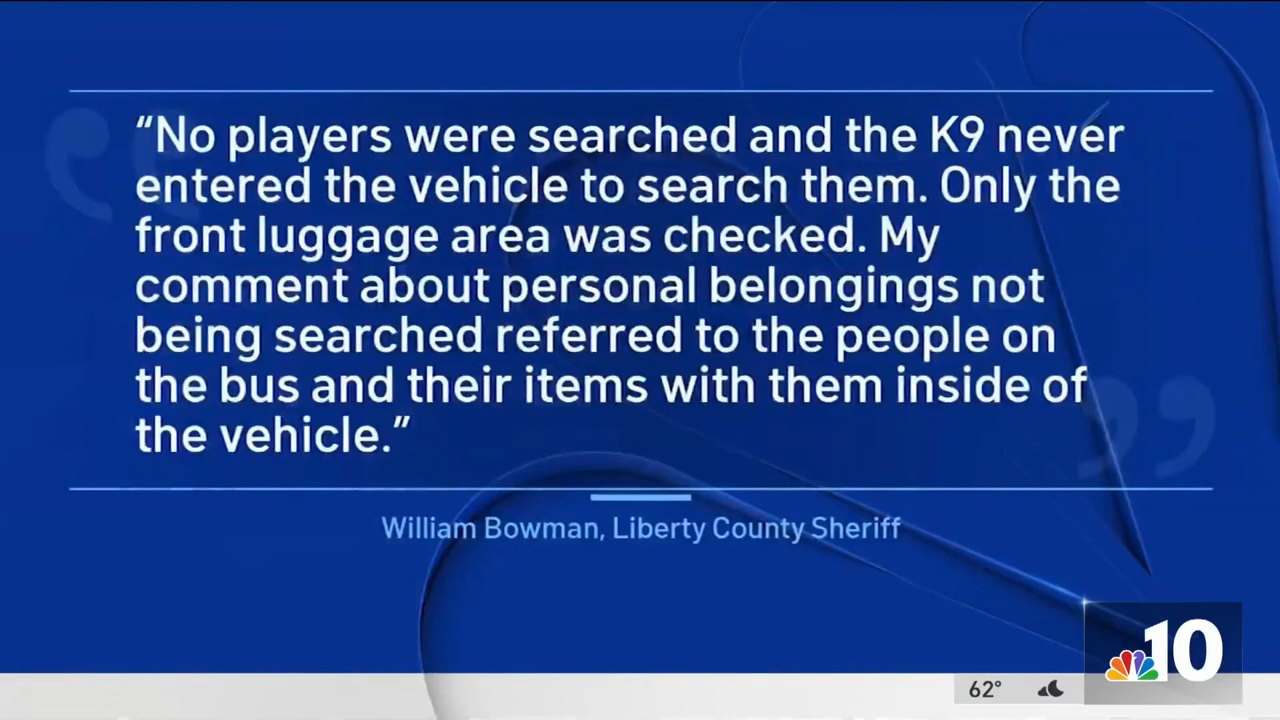 “No players were searched and the K9 never
entered the vehicle to search them. Only the
front luggage area was checked. My
comment about personal belongings not
being searched referred to the people on
the bus and their items with them inside of
the vehicle.”
William Bowman, Liberty County Sheriff
10
62°